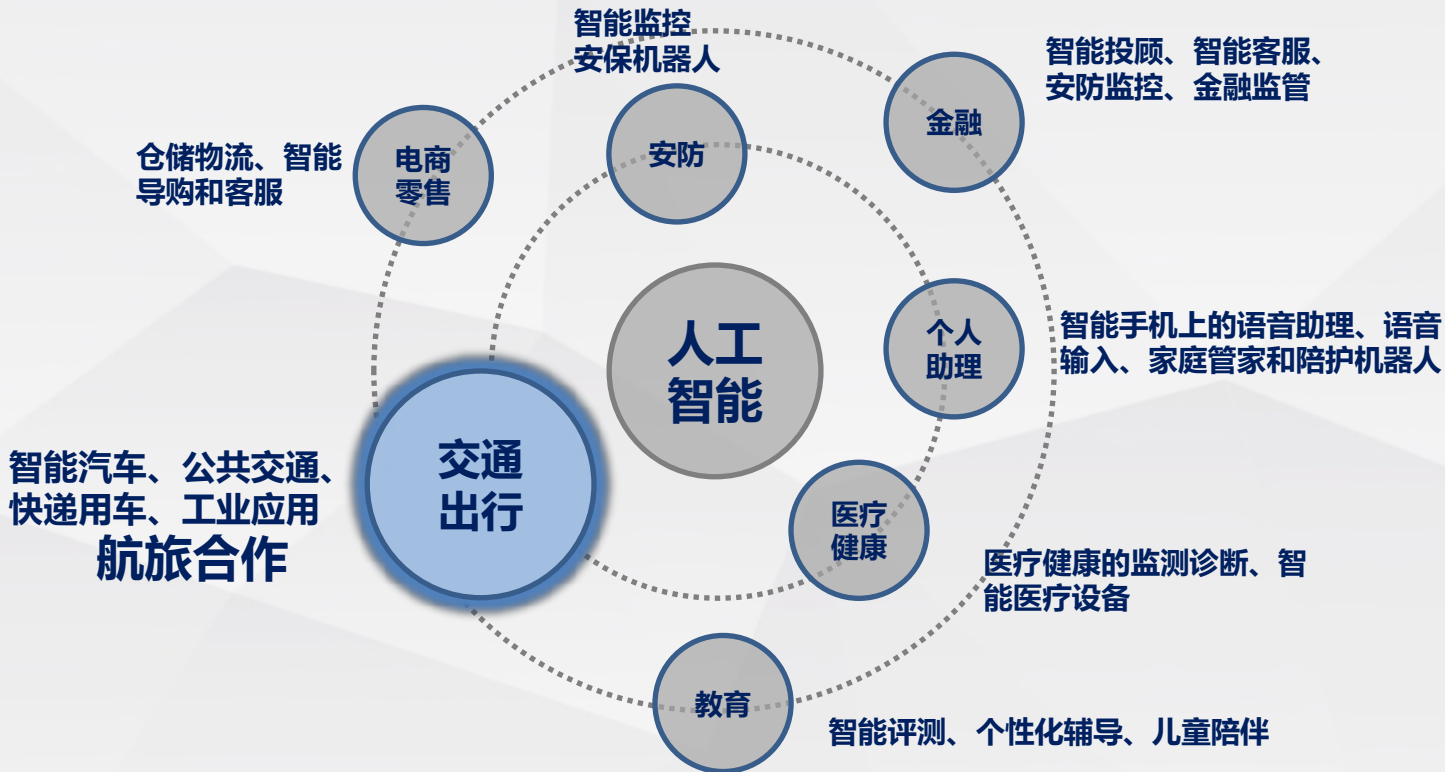 智能监控
安保机器人
智能投顾、智能客服、
安防监控、金融监管
金融
仓储物流、智能
导购和客服
电商
零售
安防
人工
智能
个人
助理
智能手机上的语音助理、语音
输入、家庭管家和陪护机器人
交通
出行
智能汽车、公共交通、
快递用车、工业应用
航旅合作
医疗
健康
医疗健康的监测诊断、智
能医疗设备
教育
智能评测、个性化辅导、儿童陪伴